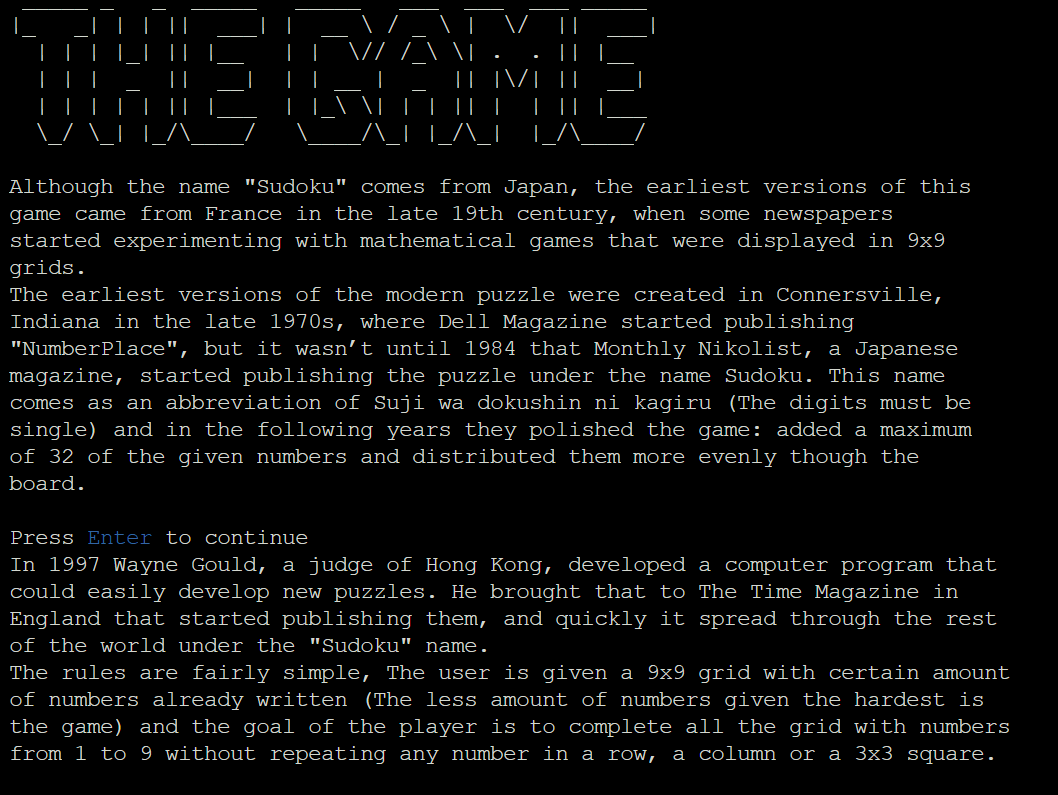 THE GAME
Although the name "Sudoku" comes from Japan, the earliest versions of this
game came from France in the late 19th century, when some newspapers
started experimenting with mathematical games that were displayed in 9x9
grids.
The earliest versions of the modern puzzle were created in Connersville,
Indiana in the late 1970s, where Dell Magazine started publishing
"NumberPlace", but it wasn’t until 1984 that Monthly Nikolist, a Japanese
magazine, started publishing the puzzle under the name Sudoku. This name
comes as an abbreviation of Suji wa dokushin ni kagiru (The digits must be
single) and in the following years they polished the game: added a maximum
of 32 of the given numbers and distributed them more evenly though the
board.
Press Enter to continue
In 1997 Wayne Gould, a judge of Hong Kong, developed a computer program that
could easily develop new puzzles. He brought that to The Time Magazine in
England that started publishing them, and quickly it spread through the rest
of the world under the "Sudoku" name.
The rules are fairly simple, The user is given a 9x9 grid with certain amount
of numbers already written (The less amount of numbers given the hardest is
the game) and the goal of the player is to complete all the grid with numbers
from 1 to 9 without repeating any number in a row, a column or a 3x3 square.